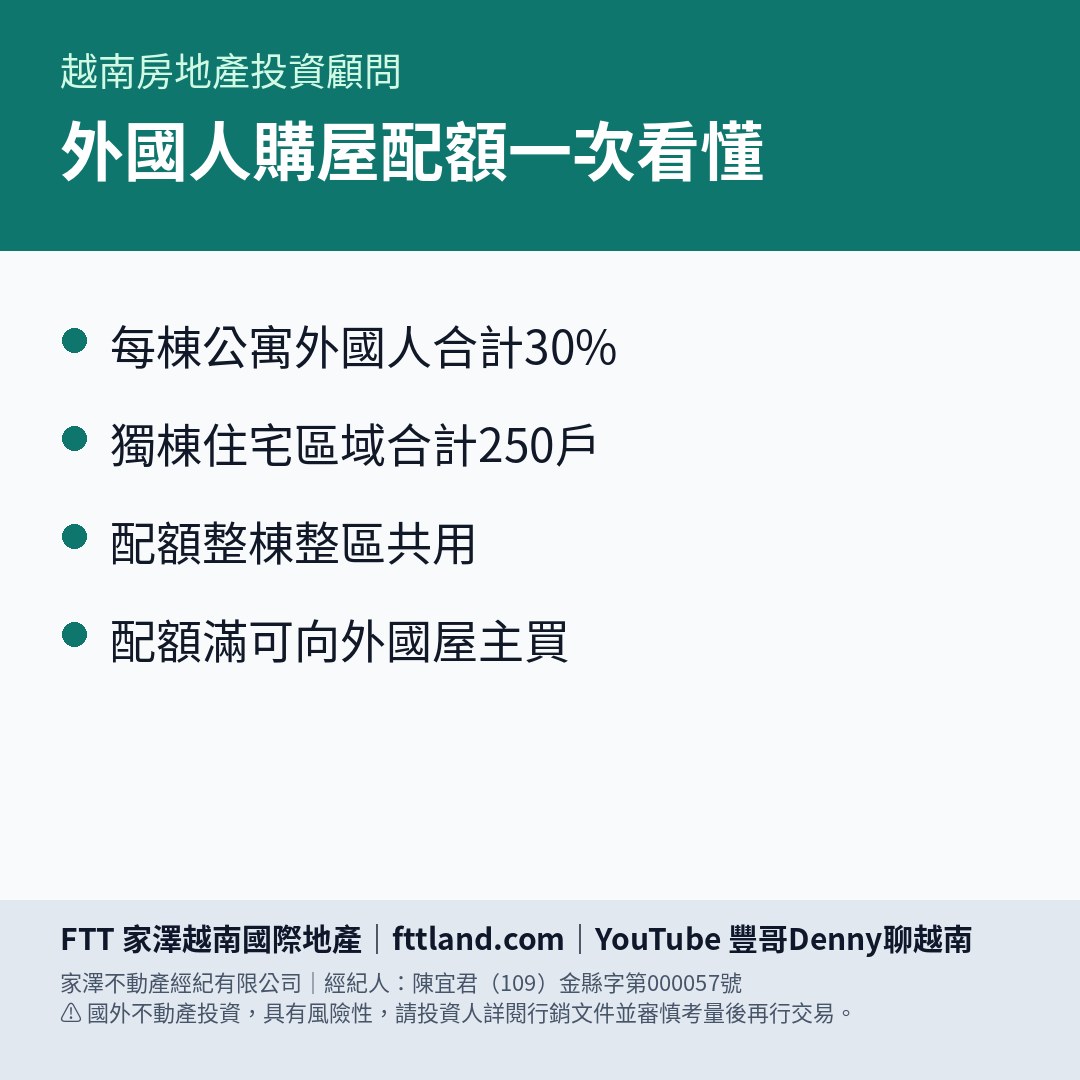 越南房地產投資顧問
外國人購屋配額一次看懂
每棟公寓外國人合計30%
獨棟住宅區域合計250戶
配額整棟整區共用
配額滿可向外國屋主買
FTT 家澤越南國際地產｜fttland.com｜YouTube 豐哥Denny聊越南
家澤不動產經紀有限公司｜經紀人：陳宜君（109）金縣字第000057號
⚠ 國外不動產投資，具有風險性，請投資人詳閱行銷文件並審慎考量後再行交易。